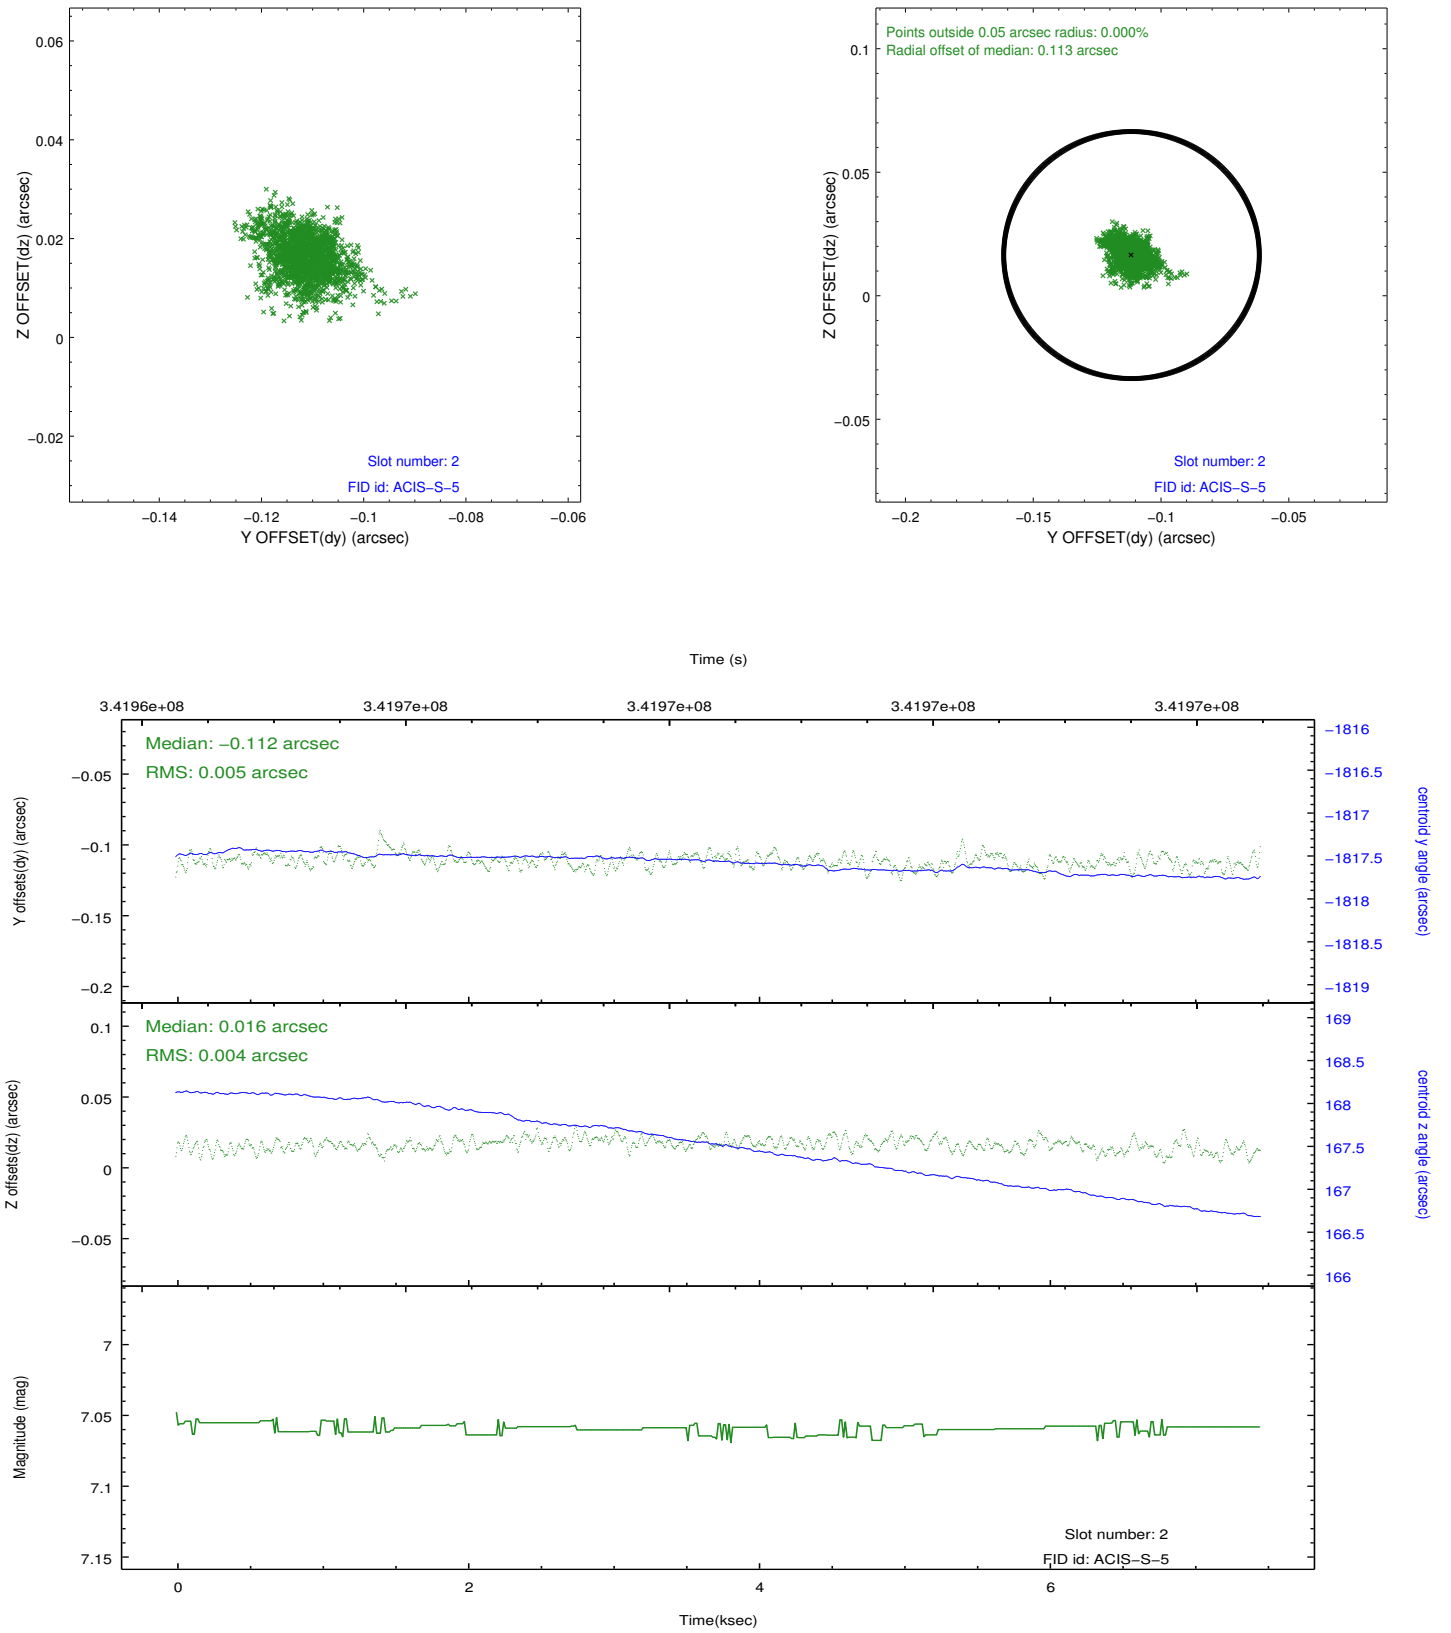 0.06
0.04
0.02
0
−0.02
Z OFFSET(dz) (arcsec)
Slot number: 2
FID id: ACIS−S−5
−0.14
−0.12
−0.1
−0.08
−0.06
Y OFFSET(dy) (arcsec)
Points outside 0.05 arcsec radius: 0.000%
Radial offset of median: 0.113 arcsec
0.1
0.05
0
−0.05
Z OFFSET(dz) (arcsec)
Slot number: 2
FID id: ACIS−S−5
−0.2
−0.15
−0.1
−0.05
Y OFFSET(dy) (arcsec)
Time (s)
3.4196e+08
3.4197e+08
3.4197e+08
3.4197e+08
3.4197e+08
Median: −0.112 arcsec
RMS: 0.005 arcsec
−0.05
−0.1
−0.15
−0.2
Y offsets(dy) (arcsec)
−1816
−1816.5
−1817
−1817.5
−1818
−1818.5
−1819
centroid y angle (arcsec)
Median: 0.016 arcsec
RMS: 0.004 arcsec
0.1
0.05
0
−0.05
Z offsets(dz) (arcsec)
169
168.5
168
167.5
167
166.5
166
centroid z angle (arcsec)
7
7.05
7.1
7.15
Magnitude (mag)
Slot number: 2
FID id: ACIS−S−5
0
2
4
6
Time(ksec)